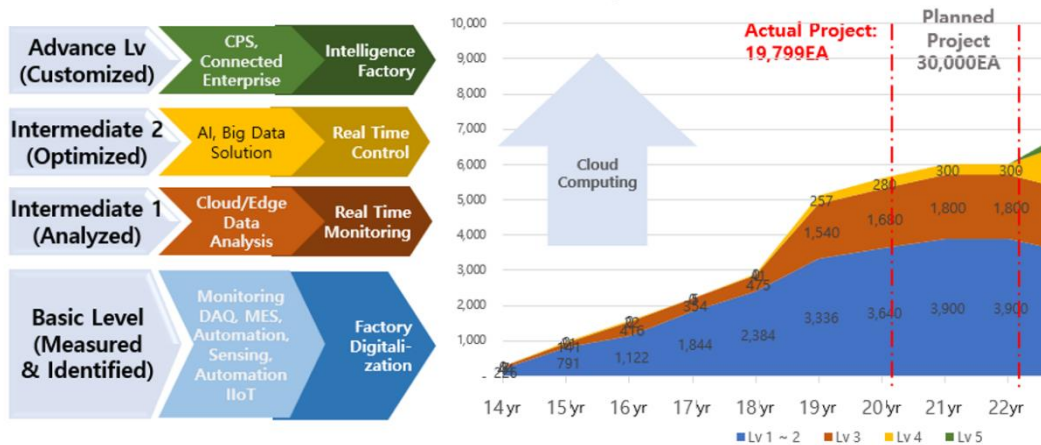 Advance Lv
(Customized)
CPS,
Connected
Enterprise
Intelligence
Factory
Intermediate 2
(Optimized)
AI, Big Data
Solution
Real Time
Control
Intermediate 1
(Analyzed)
Cloud/Edge
Data
Analysis
Real Time
Monitoring
Basic Level
(Measured
& Identified)
Monitoring
DAQ, MES,
Automation,
Sensing,
Automation
IIoT
Factory
Digitali-
zation
10,000
9,000
8,000
7,000
6,000
5,000
4,000
3,000
2,000
1,000
-
Actual Project:
19,799EA
Planned
Project
30,000EA
Cloud
Computing
257
280
300
300
1,540
1,680
1,800
1,800
141
416
354
475
791
1,122
1,844
2,384
3,336
3,640
3,900
3,900
14yr
15yr
16yr
17yr
18yr
19yr
20yr
21yr
22yr
Lv 1 ~ 2
Lv 3
Lv 4
Lv 5